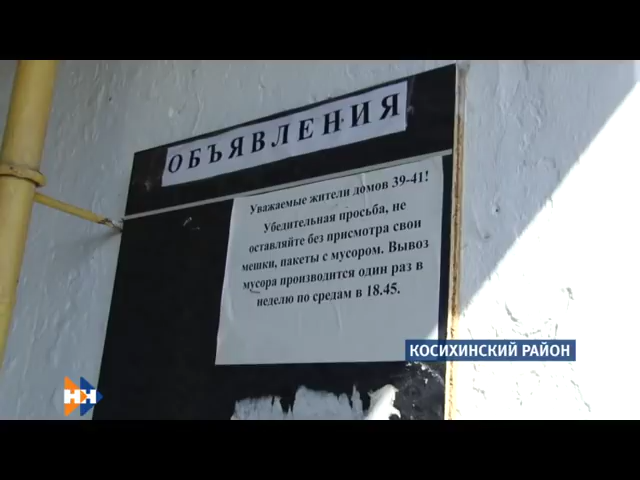 ОБЪЯВЛЕНИЯ
Уважаемые жители домов 39-41!
Убедительная просьба, не
оставляйте без присмотра свои
мешки, пакеты с мусором. Вывоз
мусора производится один раз в
неделю по средам в 18.45.
КОСИХИНСКИЙ РАЙОН
НН